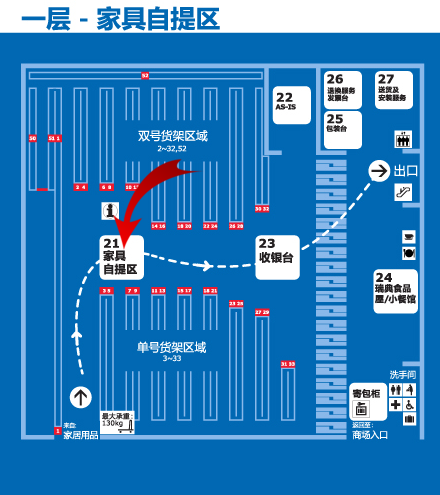 一层 - 家具自提区
52
26
退换服务
发票台
27
送货及
安装服务
22
AS-IS
25
包装台
50
51 1
双号货架区域
2~32,52
出口
3 4
6 8
30 32
14 16
18 20
22 24
26 28
21
家具
自提区
23
收银台
24
瑞典食品
屋/小餐馆
3 5
7 9
11 13
15 17
19 21
23 25
27 29
单号货架区域
3~33
31 33
洗手间
寄包柜
最大承重:
130kg
1
来自:
家居用品
返回至:
商场入口